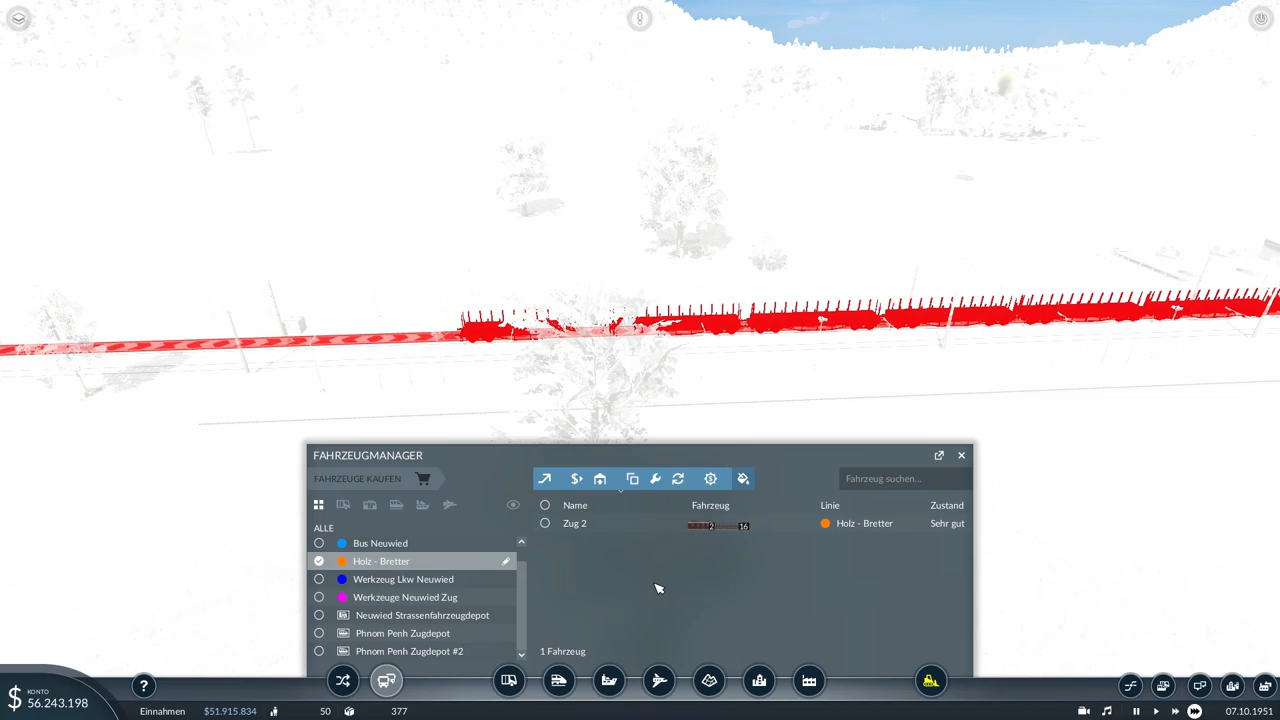 FAHRZEUGMANAGER
FAHRZEUGE KAUFEN
Fahrzeug suchen...
ALLE
Name Fahrzeug Linie Zustand
Zug 2 2 16 Holz - Bretter Sehr gut
Bus Neuwied
Holz - Bretter
Werkzeug Lkw Neuwied
Werkzeuge Neuwied Zug
Neuwied Strassenfahrzeugdepot
Phnom Penh Zugdepot
Phnom Penh Zugdepot #2
1 Fahrzeug
?
$ KONTO
56.243.198
Einnahmen $51.915.834 50 377 07.10.1951